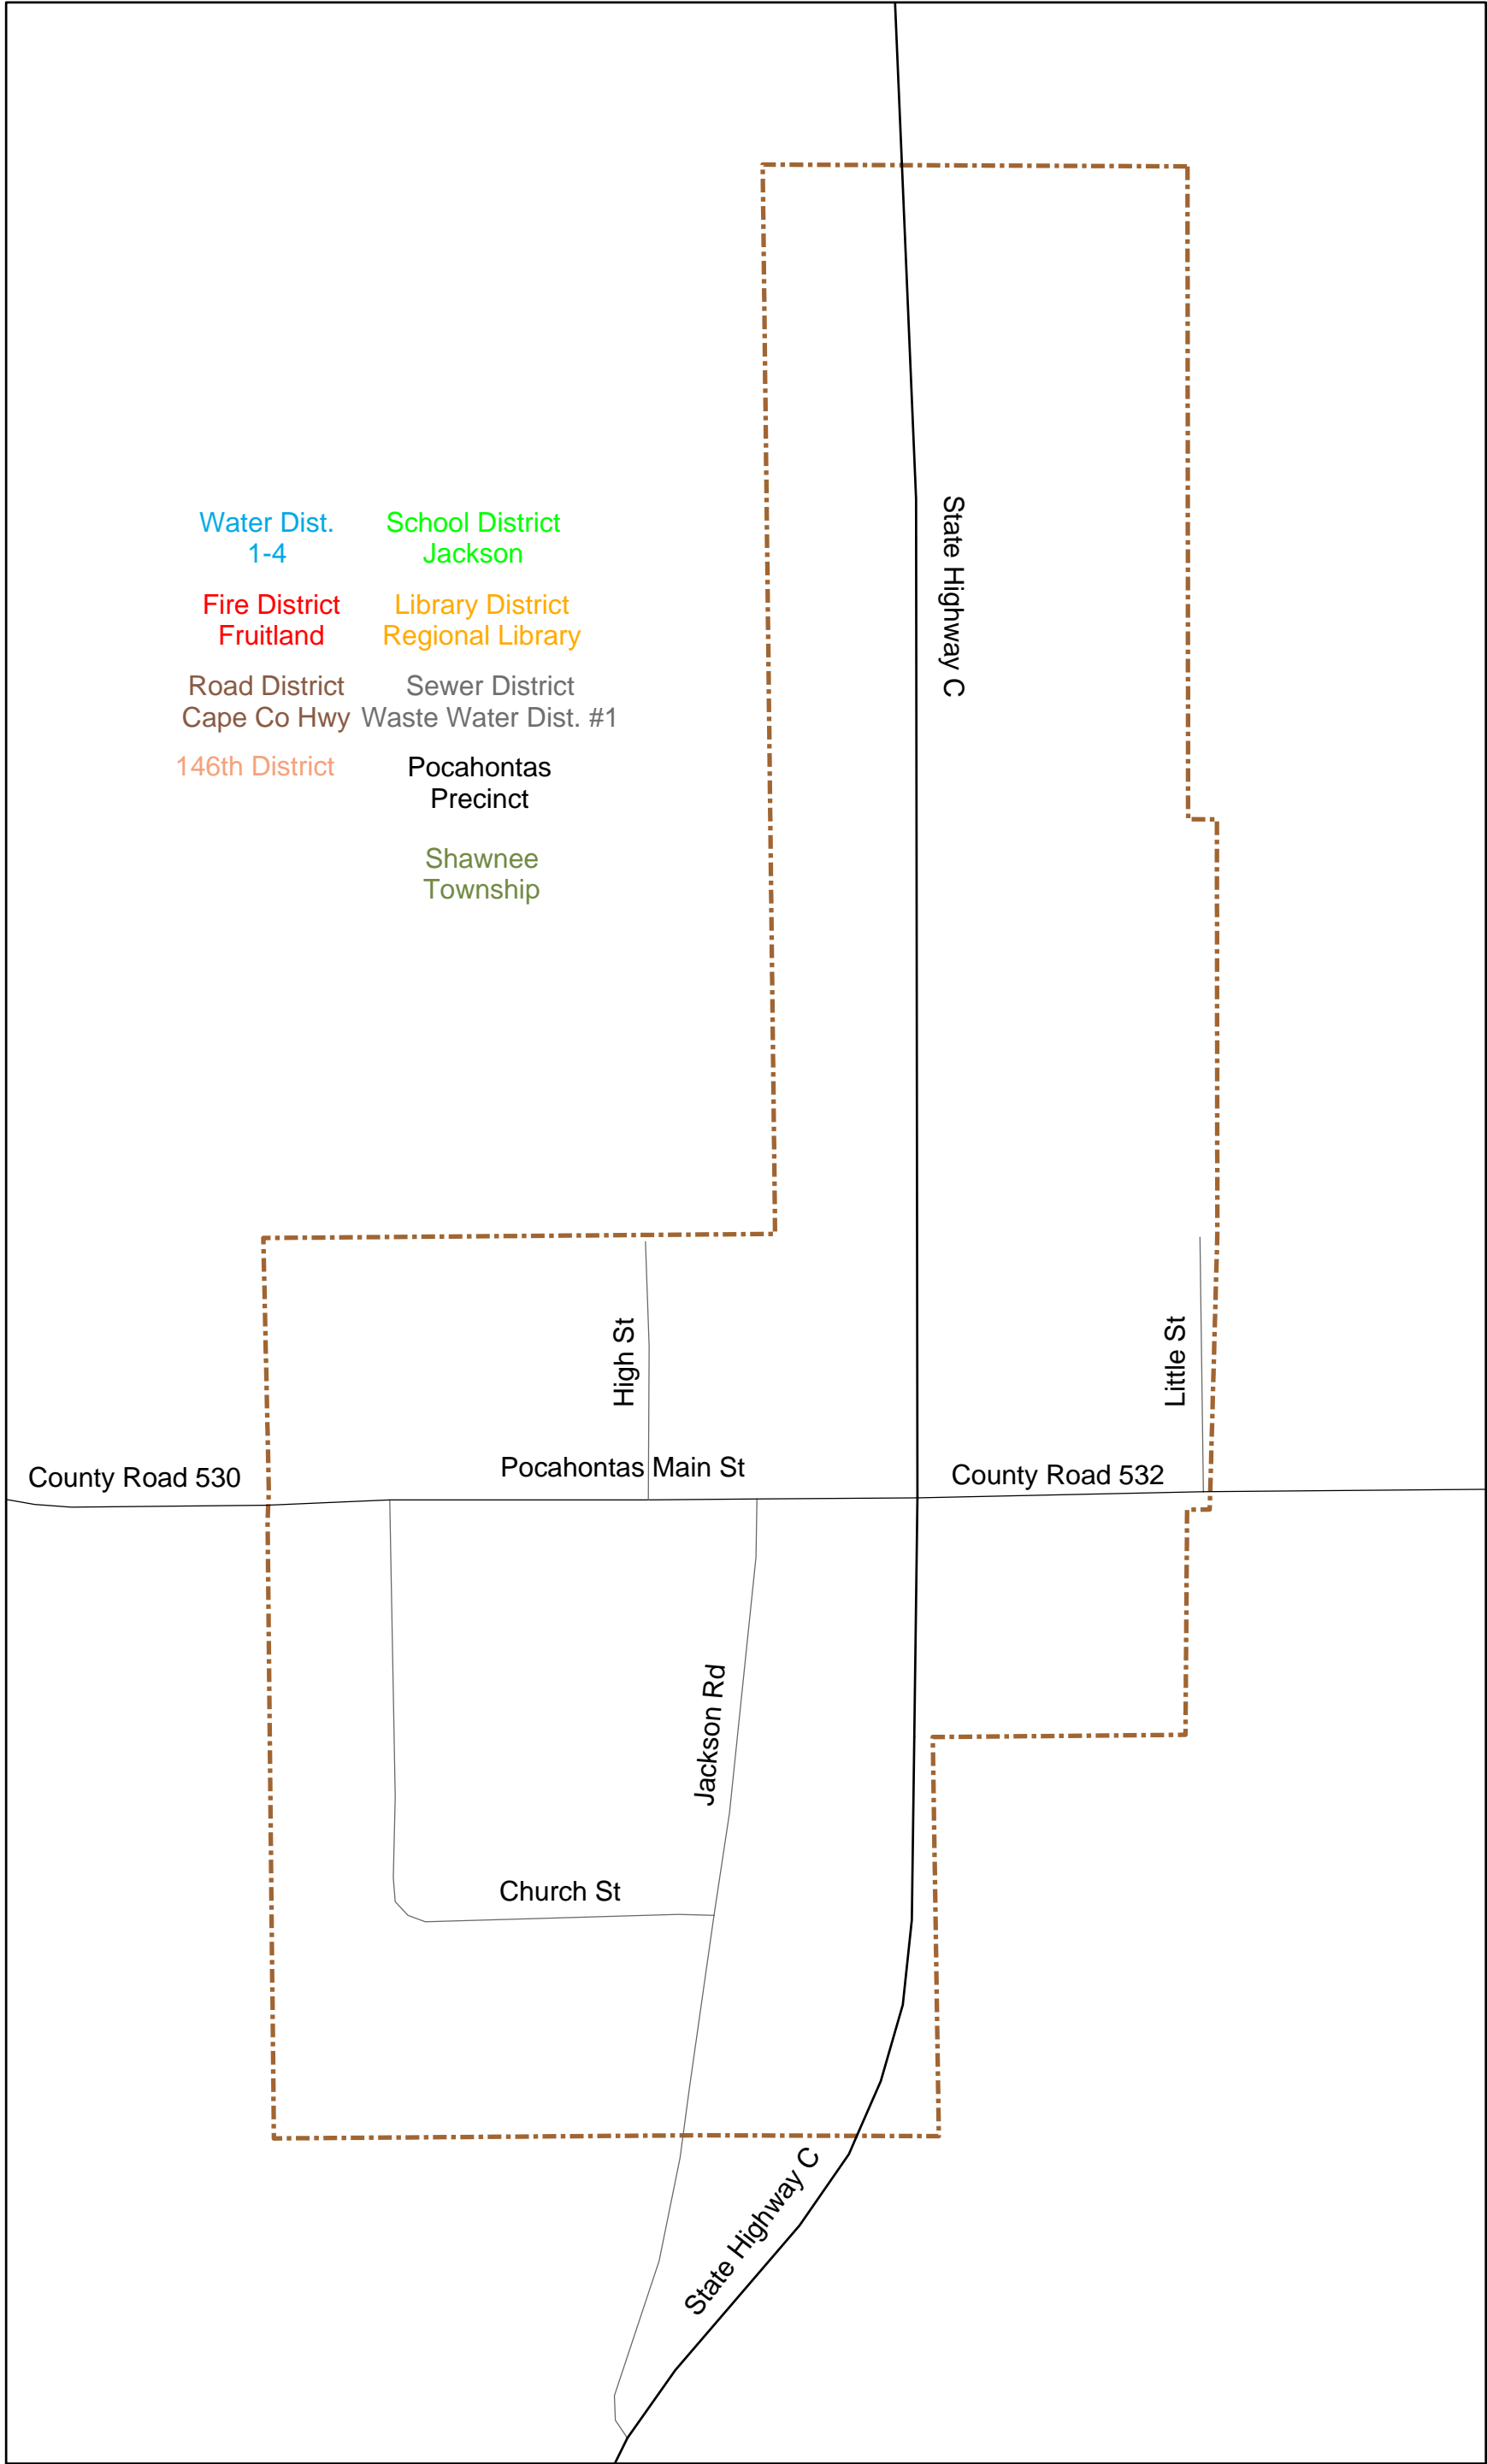 Water Dist.
1-4
School District
Jackson
Fire District
Fruitland
Library District
Regional Library
Road District
Cape Co Hwy
Sewer District
Waste Water Dist. #1
146th District
Pocahontas
Precinct
Shawnee
Township
State Highway C
High St
Little St
County Road 530
Pocahontas Main St
County Road 532
Jackson Rd
Church St
State Highway C